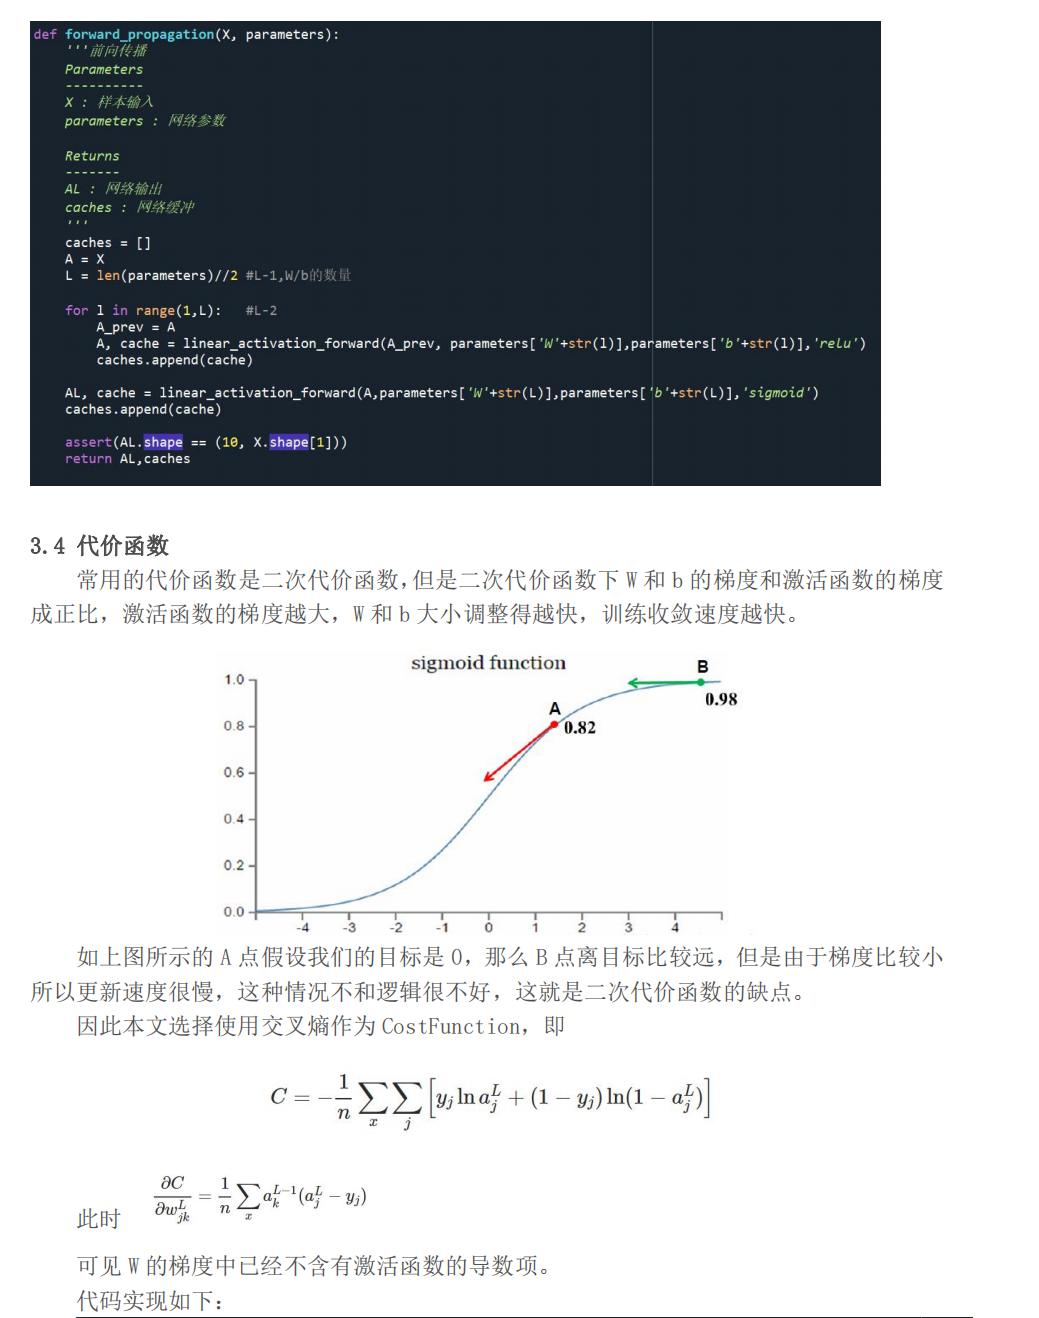 def forward_propagation(X, parameters):
'''前向传播
Parameters
----------
X : 样本输入
parameters : 网络参数
Returns
-------
AL : 网络输出
caches : 网络缓冲
'''
caches = []
A = X
L = len(parameters)//2 #L-1,W/b的数量
for l in range(1,L): #L-2
A_prev = A
A, cache = linear_activation_forward(A_prev, parameters['W'+str(l)],parameters['b'+str(l)],'relu')
caches.append(cache)
AL, cache = linear_activation_forward(A,parameters['W'+str(L)],parameters['b'+str(L)],'sigmoid')
caches.append(cache)
assert(AL.shape == (10, X.shape[1]))
return AL,caches
3.4 代价函数
常用的代价函数是二次代价函数,但是二次代价函数下 W 和 b 的梯度和激活函数的梯度
成正比，激活函数的梯度越大，W 和 b 大小调整得越快，训练收敛速度越快。
sigmoid function
B
1.0
0.98
A
0.8
0.82
0.6
0.4
0.2
0.0
-4 -3 -2 -1 0 1 2 3 4
如上图所示的 A 点假设我们的目标是 0，那么 B 点离目标比较远，但是由于梯度比较小
所以更新速度很慢，这种情况不和逻辑很不好，这就是二次代价函数的缺点。
因此本文选择使用交叉熵作为 CostFunction，即
C = -\frac{1}{n} \sum_x \sum_j [y_j \ln a_j^L + (1 - y_j) \ln(1 - a_j^L)]
此时 \frac{∂C}{∂w_{jk}^L} = \frac{1}{n} \sum_x a_k^{L-1}(a_j^L - y_j)
可见 W 的梯度中已经不含有激活函数的导数项。
代码实现如下：